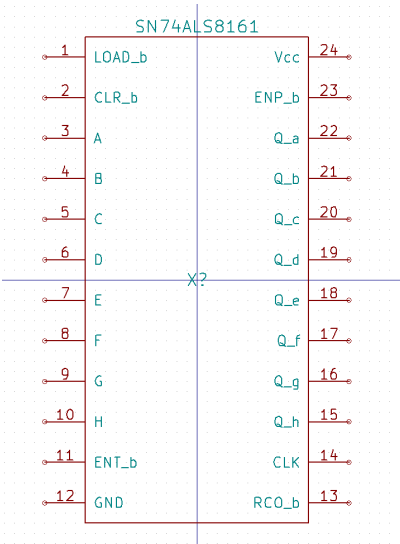 SN74ALS8161
1 LOAD_b Vcc 24
2 CLR_b ENP_b 23
3 A Q_a 22
4 B Q_b 21
5 C Q_c 20
6 D Q_d 19
X?
7 E Q_e 18
8 F Q_f 17
9 G Q_g 16
10 H Q_h 15
11 ENT_b CLK 14
12 GND RCO_b 13